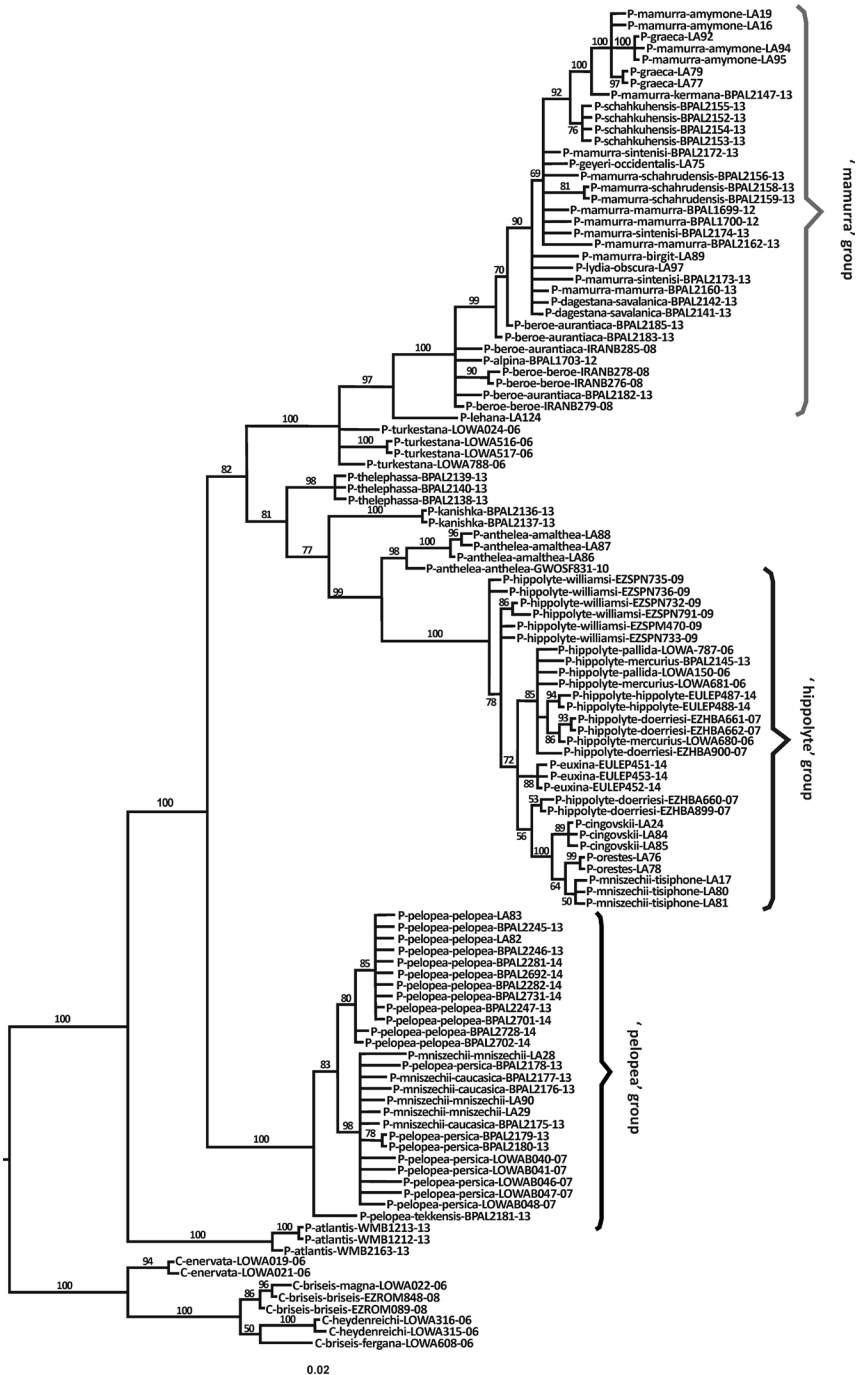 P-mamurra-amymone-LA19
P-mamurra-amymone-LA16
P-graeca-LA92
100
100
P-mamurra-amymone-LA94
P-mamurra-amymone-LA95
100
P-graeca-LA79
97
P-graeca-LA77
92
P-mamurra-kermana-BPAL2147-13
P-schahkuhensis-BPAL2155-13
P-schahkuhensis-BPAL2152-13
76
P-schahkuhensis-BPAL2154-13
P-schahkuhensis-BPAL2153-13
P-mamurra-sintenisi-BPAL2172-13
P-geyeri-occidentalis-LA75
69
P-mamurra-schahrudensis-BPAL2156-13
81
P-mamurra-schahrudensis-BPAL2158-13
P-mamurra-schahrudensis-BPAL2159-13
P-mamurra-mamurra-BPAL1699-12
90
P-mamurra-mamurra-BPAL1700-12
P-mamurra-sintenisi-BPAL2174-13
P-mamurra-mamurra-BPAL2162-13
P-mamurra-birgit-LA89
70
P-lydia-obscura-LA97
P-mamurra-sintenisi-BPAL2173-13
P-mamurra-mamurra-BPAL2160-13
99
P-dagestana-savalanica-BPAL2142-13
P-dagestana-savalanica-BPAL2141-13
P-beroe-aurantiaca-BPAL2185-13
P-beroe-aurantiaca-BPAL2183-13
100
P-beroe-aurantiaca-IRANB285-08
P-alpina-BPAL1703-12
90
P-beroe-beroe-IRANB278-08
P-beroe-beroe-IRANB276-08
97
P-beroe-aurantiaca-BPAL2182-13
P-beroe-beroe-IRANB279-08
P-lehana-LA124
100
P-turkestana-LOWA024-06
100
P-turkestana-LOWA516-06
P-turkestana-LOWA517-06
P-turkestana-LOWA788-06
82
98
P-thelephassa-BPAL2139-13
P-thelephassa-BPAL2140-13
P-thelephassa-BPAL2138-13
81
100
P-kanishka-BPAL2136-13
P-kanishka-BPAL2137-13
77
96
P-anthelea-amalthea-LA88
100
P-anthelea-amalthea-LA87
98
P-anthelea-amalthea-LA86
P-anthelea-anthelea-GWOSF831-10
99
P-hippolyte-williamsi-EZSPN735-09
P-hippolyte-williamsi-EZSPN736-09
86
P-hippolyte-williamsi-EZSPN732-09
P-hippolyte-williamsi-EZSPN791-09
P-hippolyte-williamsi-EZSPM470-09
100
P-hippolyte-williamsi-EZSPN733-09
P-hippolyte-pallida-LOWA-787-06
P-hippolyte-mercurius-BPAL2145-13
P-hippolyte-pallida-LOWA150-06
P-hippolyte-mercurius-LOWA681-06
78
85
94
P-hippolyte-hippolyte-EULEP487-14
P-hippolyte-hippolyte-EULEP488-14
93
P-hippolyte-doerriesi-EZHBA661-07
P-hippolyte-doerriesi-EZHBA662-07
86
P-hippolyte-mercurius-LOWA680-06
P-hippolyte-doerriesi-EZHBA900-07
72
P-euxina-EULEP451-14
P-euxina-EULEP453-14
88
P-euxina-EULEP452-14
53
P-hippolyte-doerriesi-EZHBA660-07
P-hippolyte-doerriesi-EZHBA899-07
56
P-cingovskii-LA24
89
P-cingovskii-LA84
P-cingovskii-LA85
100
99
P-orestes-LA76
P-orestes-LA78
64
P-mniszechii-tisiphone-LA17
P-mniszechii-tisiphone-LA80
50
P-mniszechii-tisiphone-LA81
100
P-pelopea-pelopea-LA83
P-pelopea-pelopea-BPAL2245-13
P-pelopea-pelopea-LA82
P-pelopea-pelopea-BPAL2246-13
85
P-pelopea-pelopea-BPAL2281-14
P-pelopea-pelopea-BPAL2692-14
P-pelopea-pelopea-BPAL2282-14
80
P-pelopea-pelopea-BPAL2731-14
P-pelopea-pelopea-BPAL2247-13
P-pelopea-pelopea-BPAL2701-14
100
P-pelopea-pelopea-BPAL2728-14
P-pelopea-pelopea-BPAL2702-14
P-mniszechii-mniszechii-LA28
83
P-pelopea-persica-BPAL2178-13
P-mniszechii-caucasica-BPAL2177-13
P-mniszechii-caucasica-BPAL2176-13
P-mniszechii-mniszechii-LA90
P-mniszechii-mniszechii-LA29
98
P-mniszechii-caucasica-BPAL2175-13
78
P-pelopea-persica-BPAL2179-13
100
P-pelopea-persica-BPAL2180-13
P-pelopea-persica-LOWAB040-07
P-pelopea-persica-LOWAB041-07
P-pelopea-persica-LOWAB046-07
P-pelopea-persica-LOWAB047-07
P-pelopea-persica-LOWAB048-07
P-pelopea-tekkensis-BPAL2181-13
100
P-atlantis-WMB1213-13
100
P-atlantis-WMB1212-13
P-atlantis-WMB2163-13
94
C-enervata-LOWA019-06
C-enervata-LOWA021-06
100
96
C-briseis-magna-LOWA022-06
86
C-briseis-briseis-EZROM848-08
C-briseis-briseis-EZROM089-08
100
100
C-heydenreichi-LOWA316-06
50
C-heydenreichi-LOWA315-06
C-briseis-fergana-LOWA608-06
0.02
‘ mamurra’ group
‘ hippolyte’ group
‘ pelopea’ group